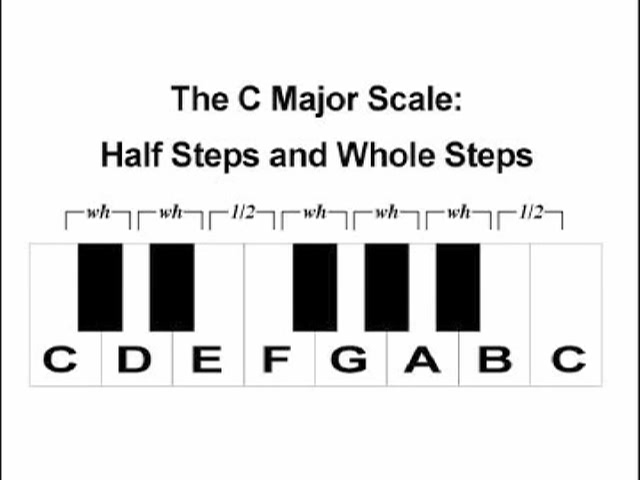 The C Major Scale:
Half Steps and Whole Steps
wh wh 1/2 wh wh wh 1/2
C D E F G A B C